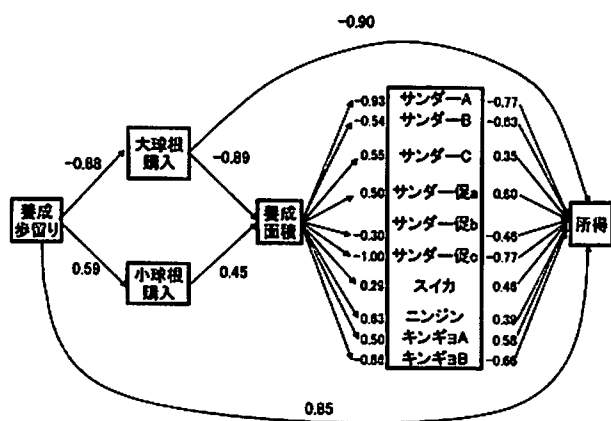 -0.90
-0.93 サンダーA -0.77
-0.54 サンダーB -0.63
大球根
購入
-0.88
-0.89
0.55 サンダーC 0.35
0.50 サンダー促a 0.60
養成
歩留り
養成
面積
-0.30 サンダー促b -0.46
所得
-1.00 サンダー促c -0.77
0.59
0.45
小球根
購入
0.29 スイカ 0.46
0.63 ニンジン 0.39
0.50 キンギョA 0.58
-0.86 キンギョB -0.66
0.85